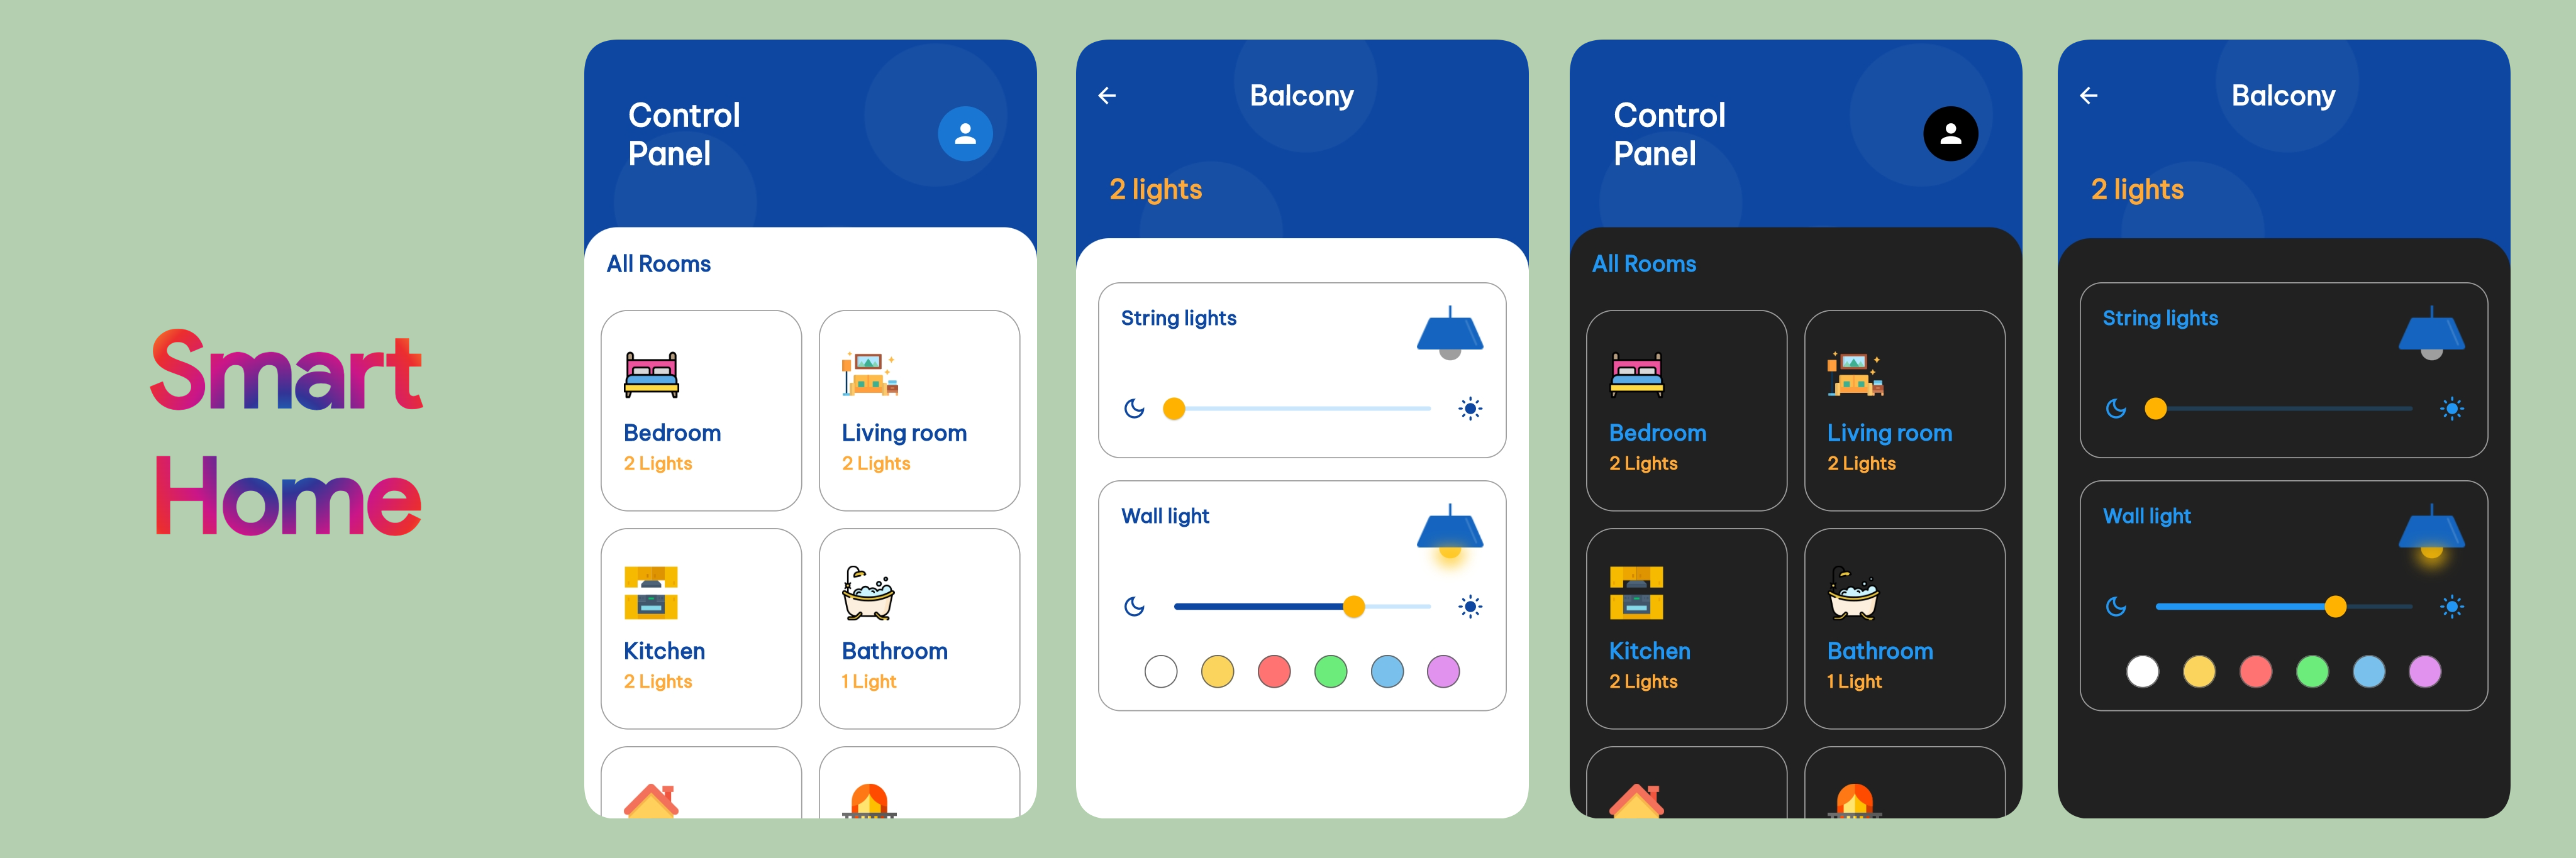 Smart
Home
Control
Panel
All Rooms
Bedroom
2 Lights
Living room
2 Lights
Kitchen
2 Lights
Bathroom
1 Light
Balcony
2 lights
String lights
Wall light
Control
Panel
All Rooms
Bedroom
2 Lights
Living room
2 Lights
Kitchen
2 Lights
Bathroom
1 Light
Balcony
2 lights
String lights
Wall light